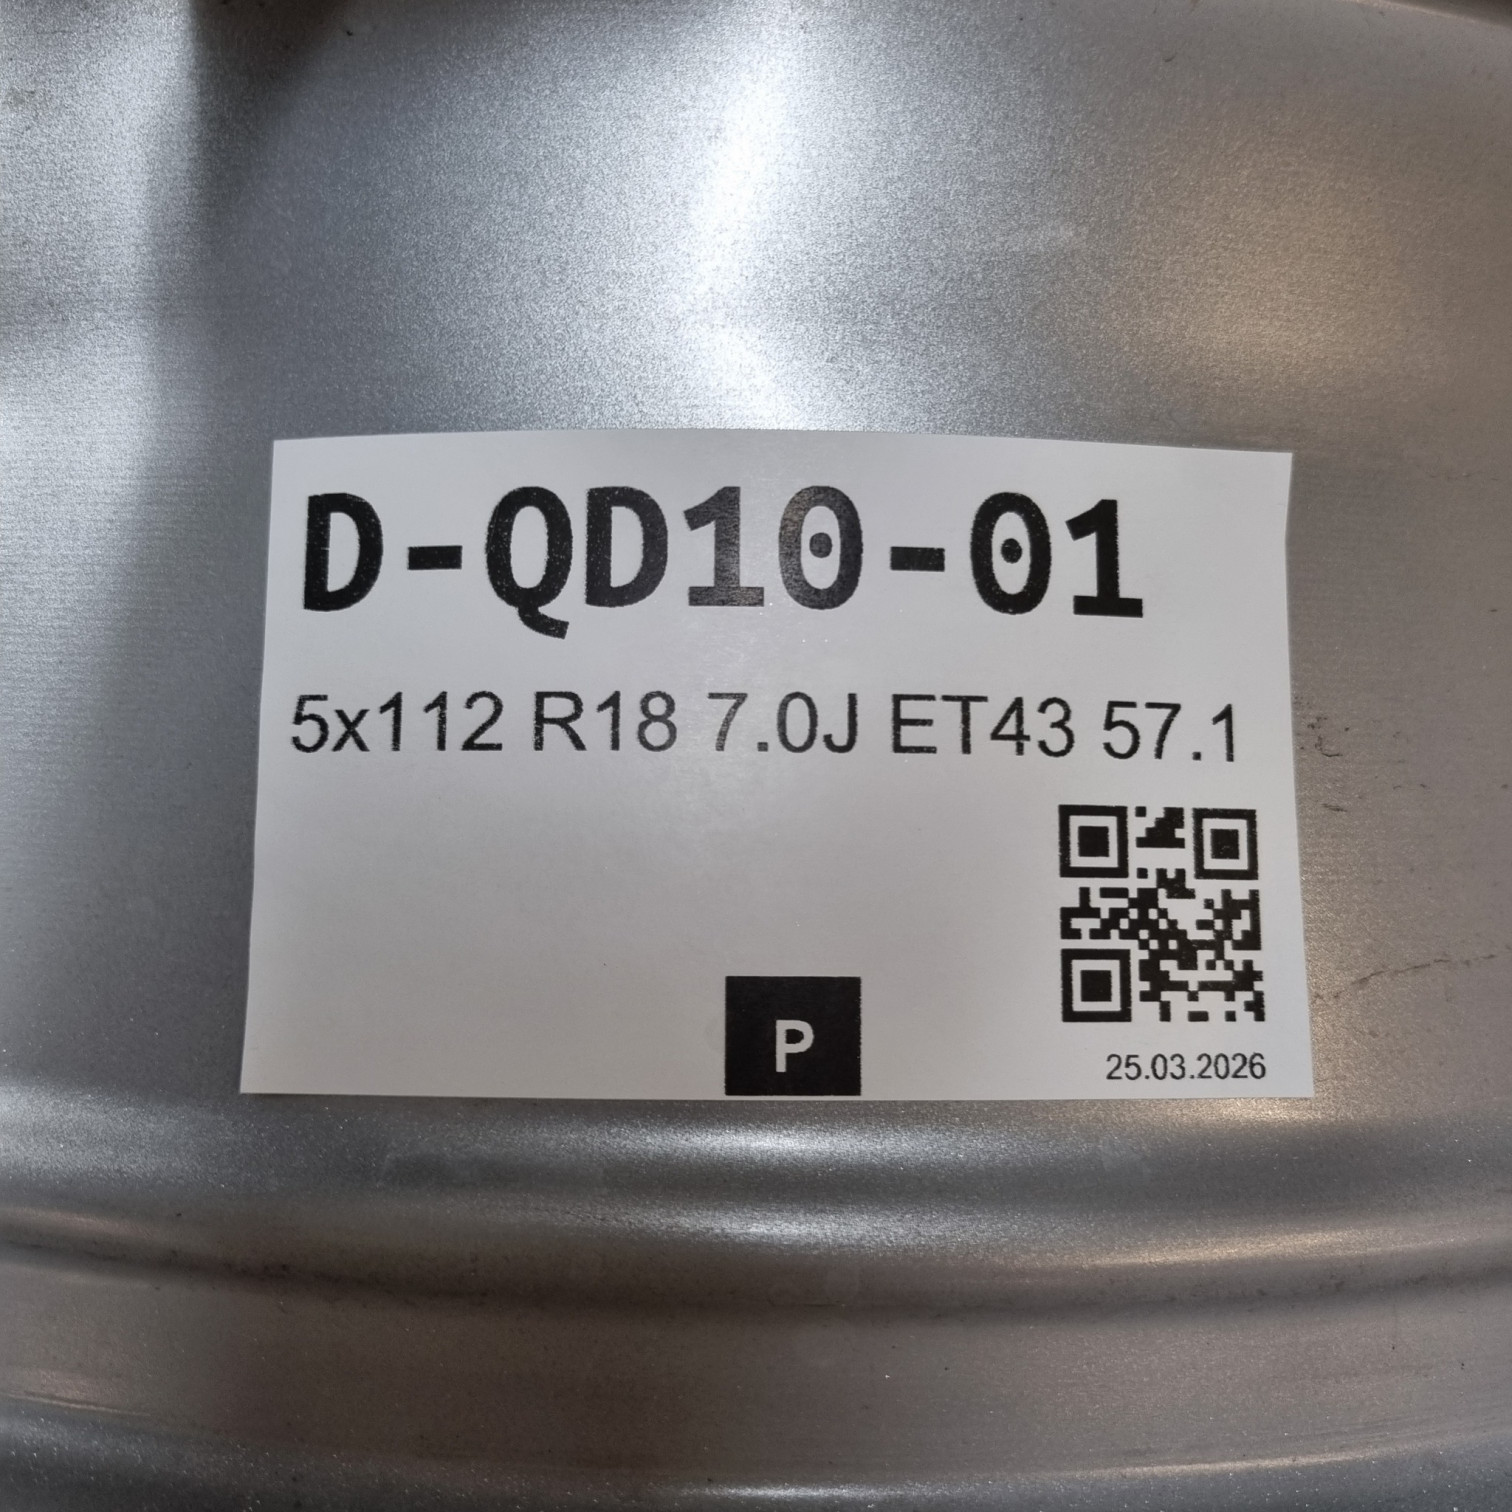 D-QD10-01
5x112 R18 7.0J ET43 57.1
P
25.03.2026